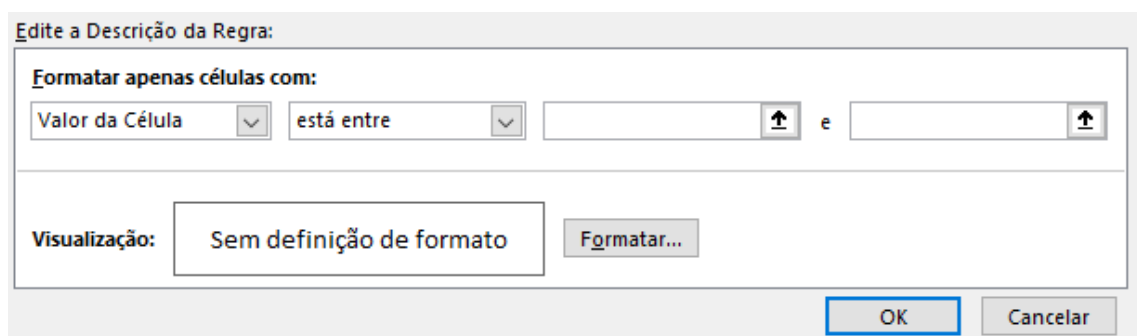 Edite a Descrição da Regra:
Formatar apenas células com:
Valor da Célula está entre e
Visualização: Sem definição de formato Formatar...
OK Cancelar